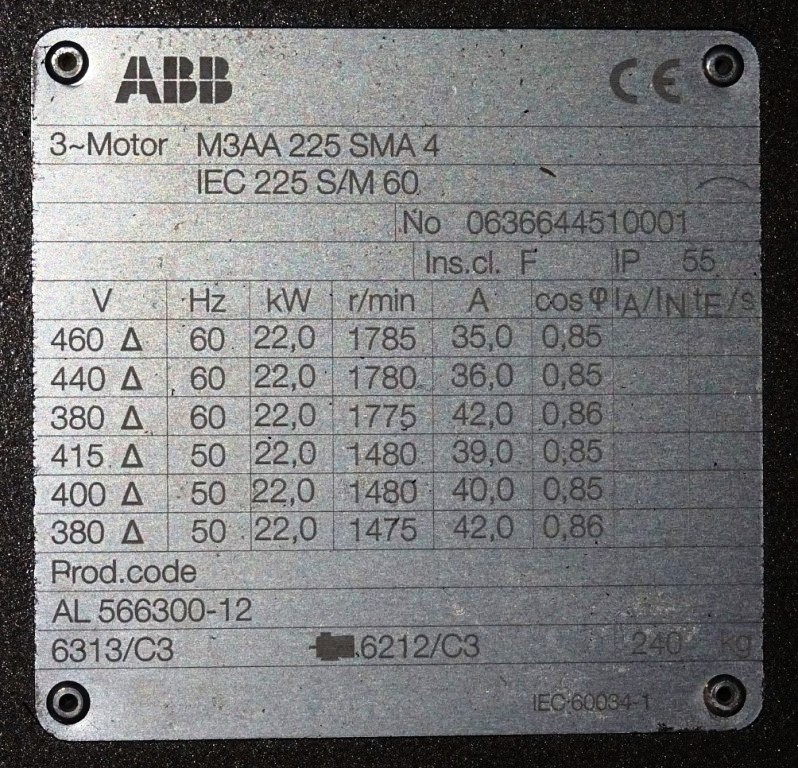 ABB CE
3~Motor M3AA 225 SMA 4
IEC 225 S/M 60
No 0636644510001
Ins.cl. F IP 55
V Hz kW r/min A cos φ IA/IN tE/s
460 Δ 60 22,0 1785 35,0 0,85
440 Δ 60 22,0 1780 36,0 0,85
380 Δ 60 22,0 1775 42,0 0,86
415 Δ 50 22,0 1480 39,0 0,85
400 Δ 50 22,0 1480 40,0 0,85
380 Δ 50 22,0 1475 42,0 0,86
Prod.code
AL 566300-12
6313/C3 6212/C3 240 kg
IEC 60034-1